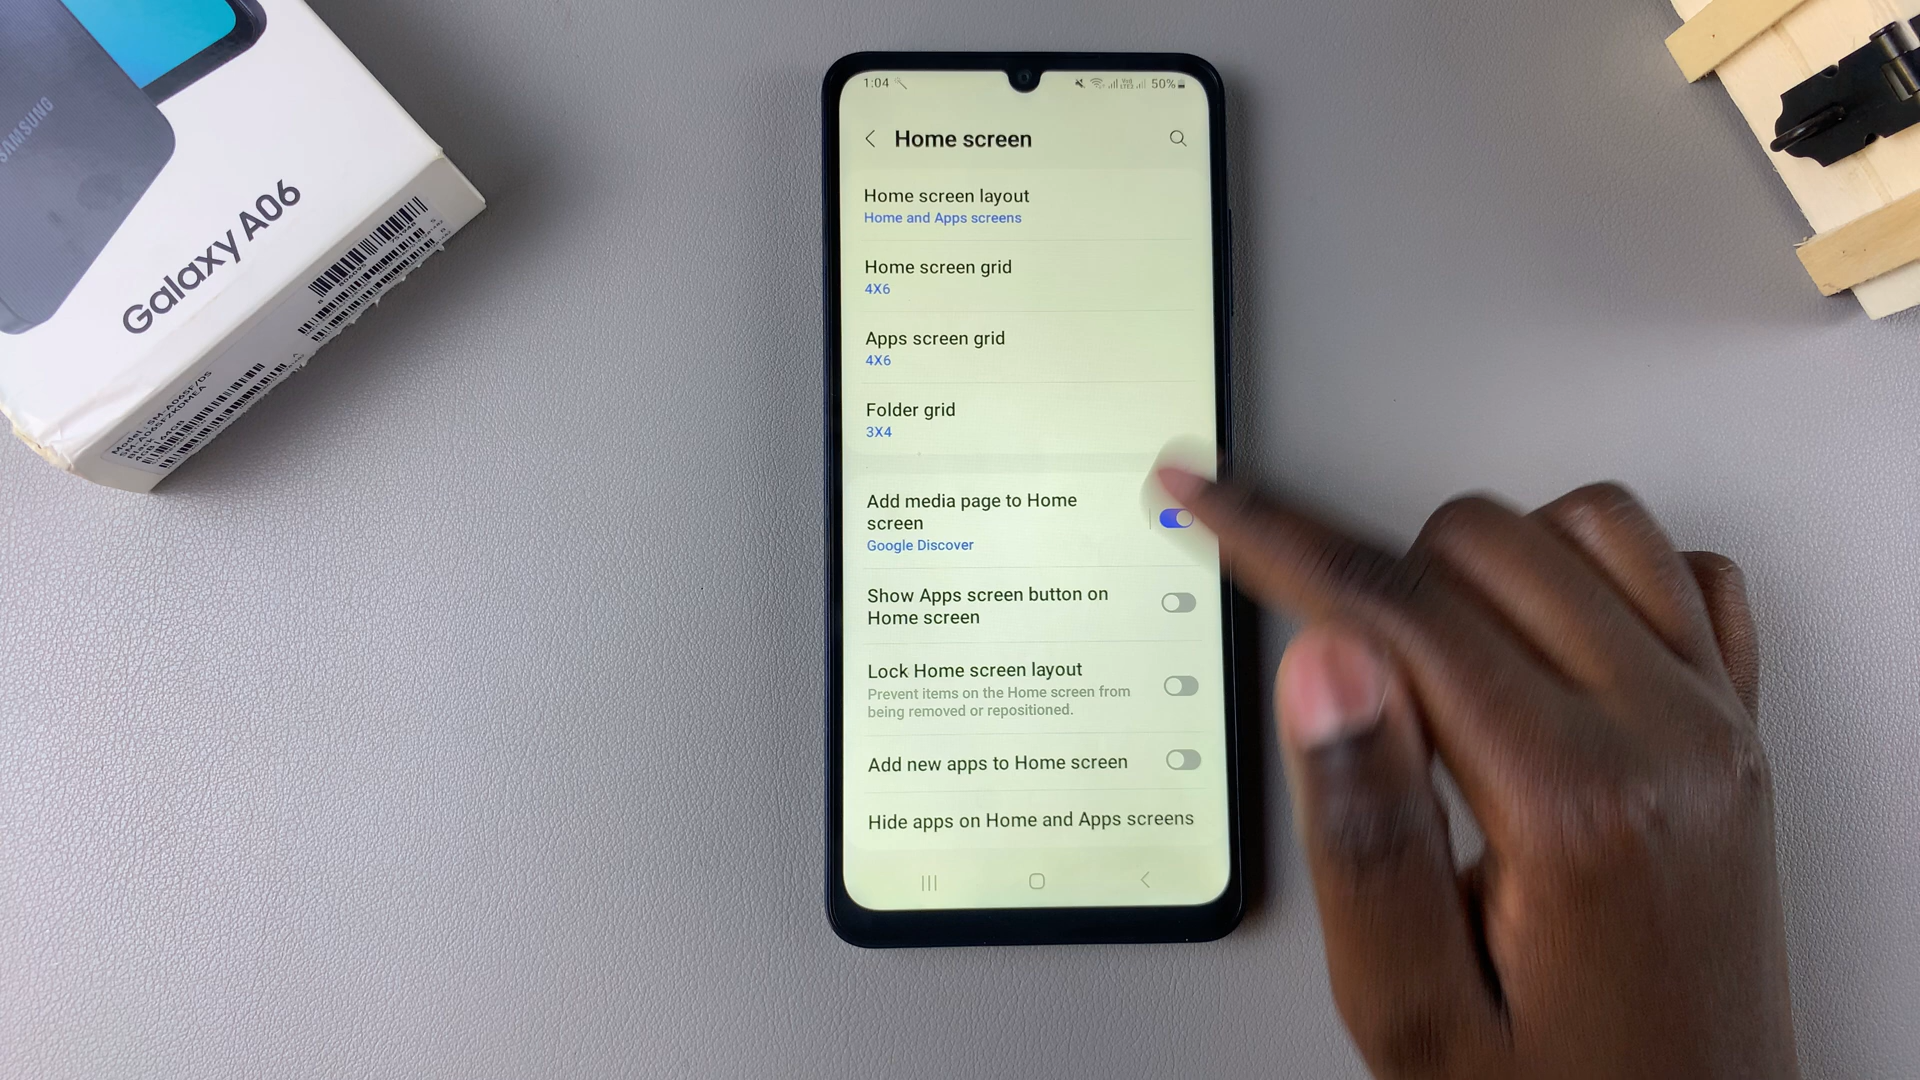 SAMSUNG
Galaxy A06
1:04
50%
Home screen
Home screen layout
Home and Apps screens
Home screen grid
4X6
Apps screen grid
4X6
Folder grid
3X4
Add media page to Home
screen
Google Discover
Show Apps screen button on
Home screen
Lock Home screen layout
Prevent items on the Home screen from
being removed or repositioned.
Add new apps to Home screen
Hide apps on Home and Apps screens